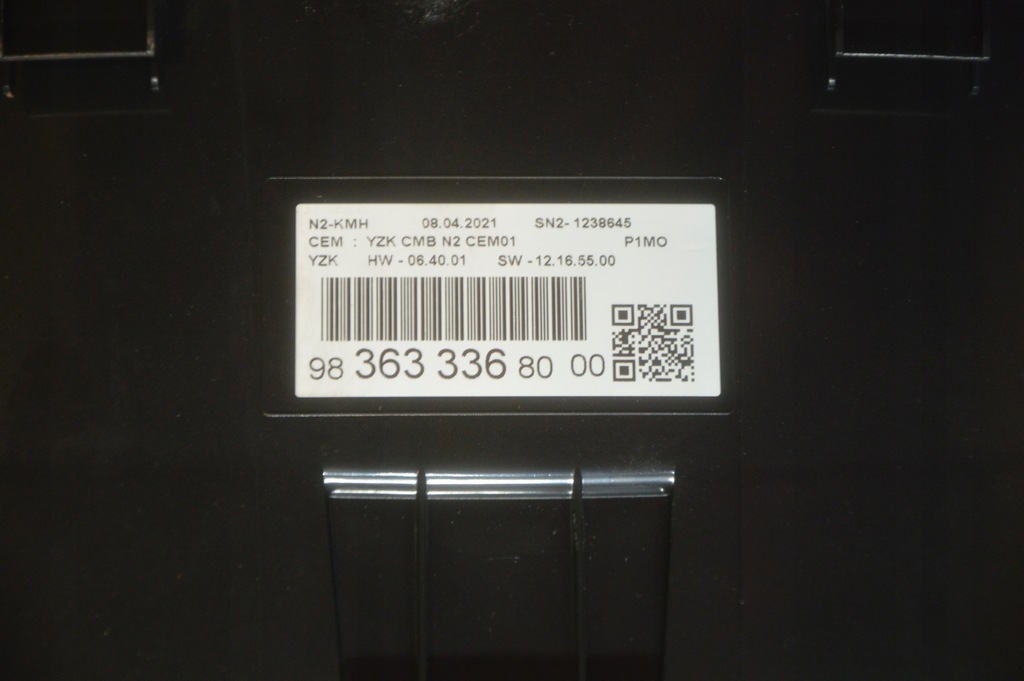 N2-KMH 08.04.2021 SN2- 1238645
CEM : YZK CMB N2 CEM01 P1MO
YZK HW - 06.40.01 SW - 12.16.55.00
98 363 336 80 00